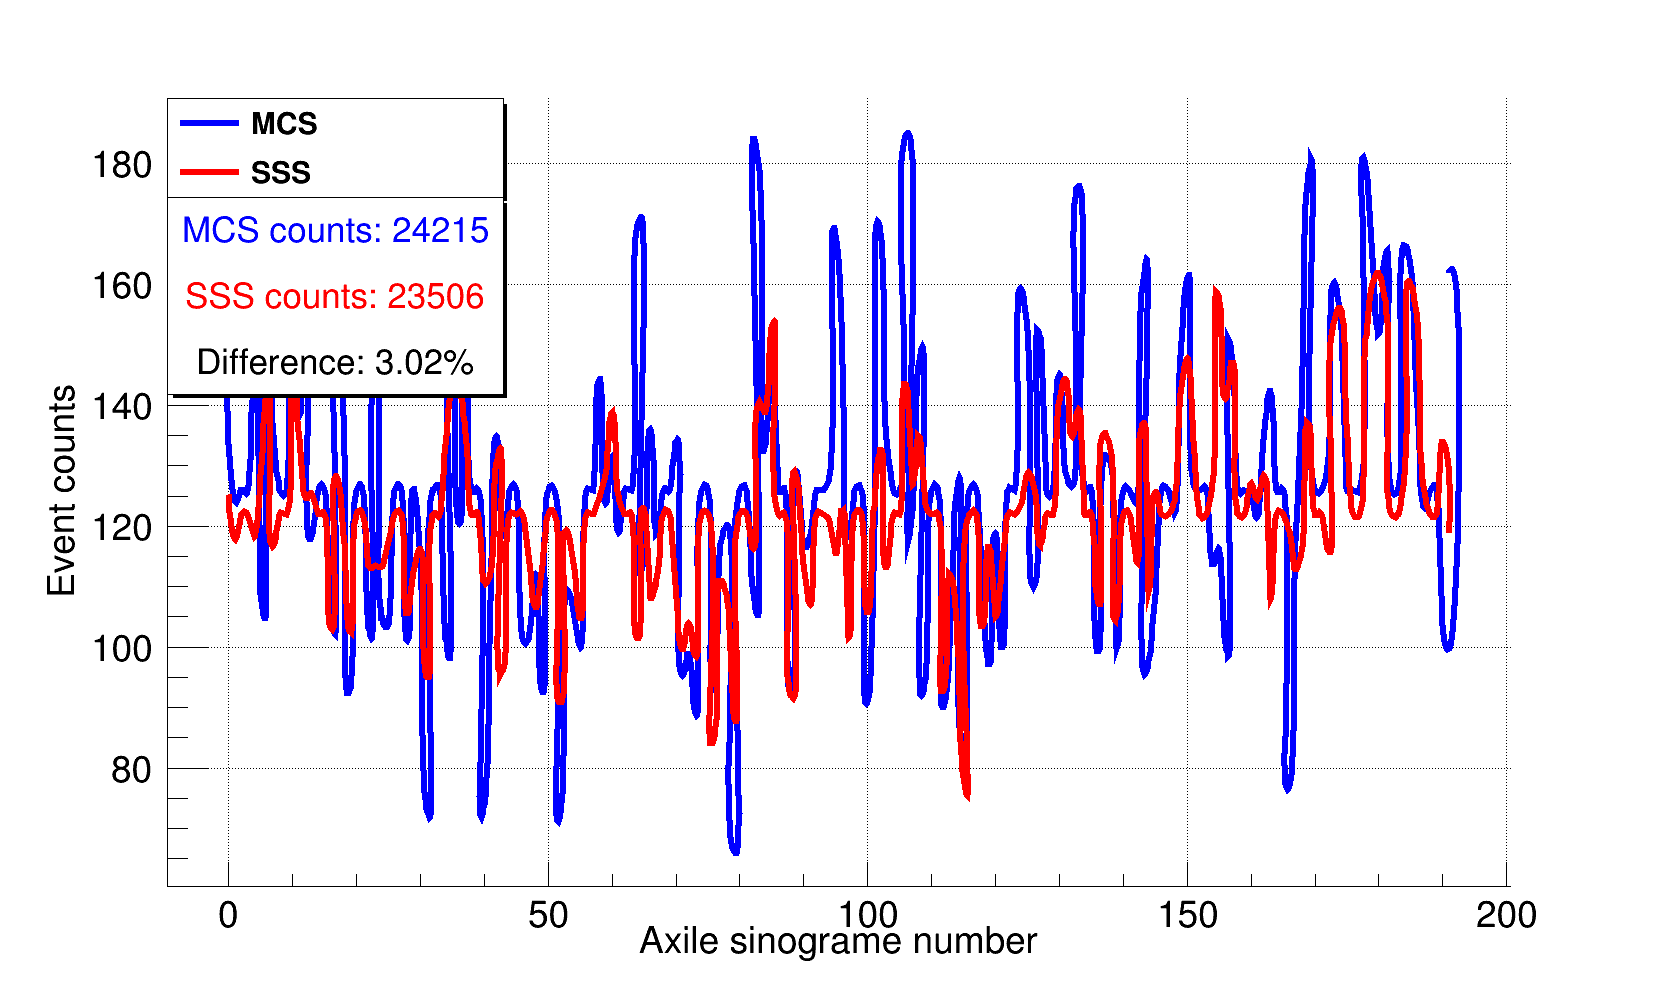 MCS
SSS
MCS counts: 24215
SSS counts: 23506
Difference: 3.02%
Event counts
180
160
140
120
100
80
0 50 100 150 200
Axile sinograme number